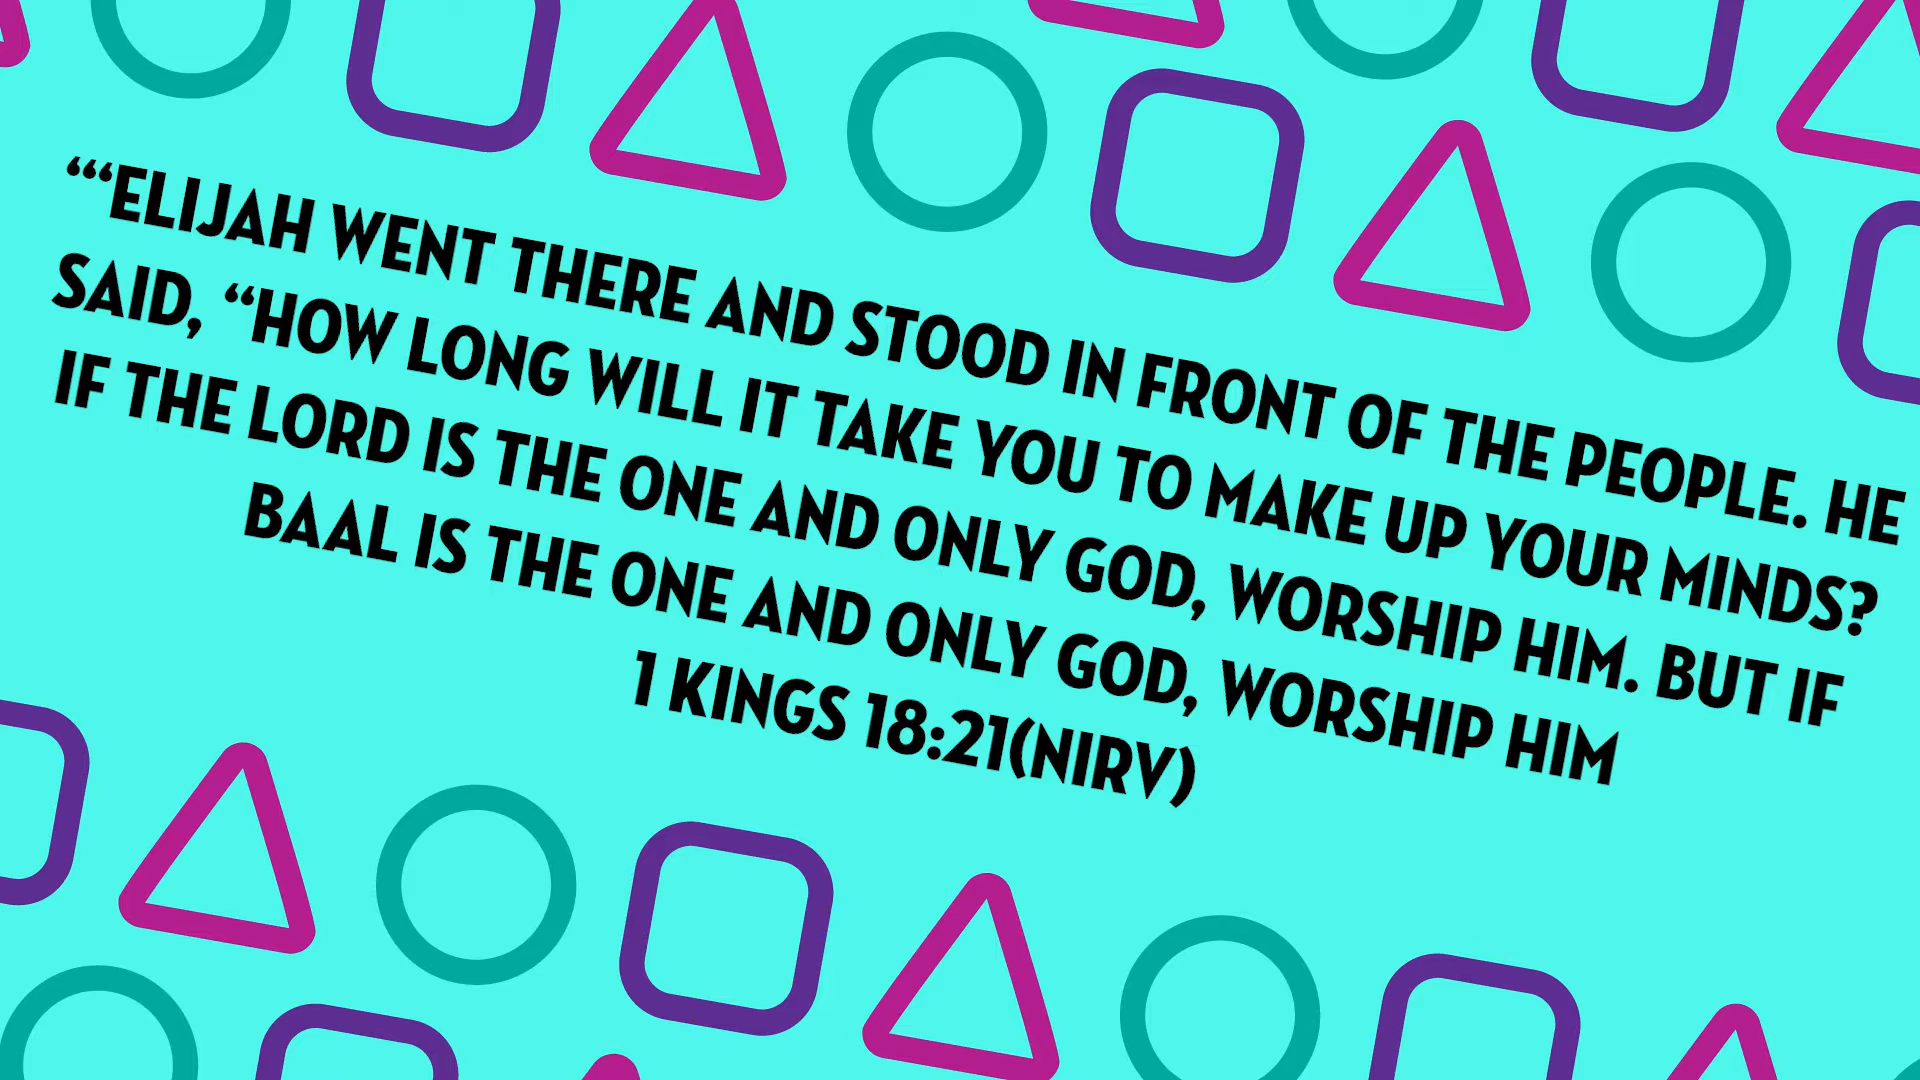 “‘ELIJAH WENT THERE AND STOOD IN FRONT OF THE PEOPLE. HE
SAID, “HOW LONG WILL IT TAKE YOU TO MAKE UP YOUR MINDS?
IF THE LORD IS THE ONE AND ONLY GOD, WORSHIP HIM. BUT IF
BAAL IS THE ONE AND ONLY GOD, WORSHIP HIM
1 KINGS 18:21(NIRV)